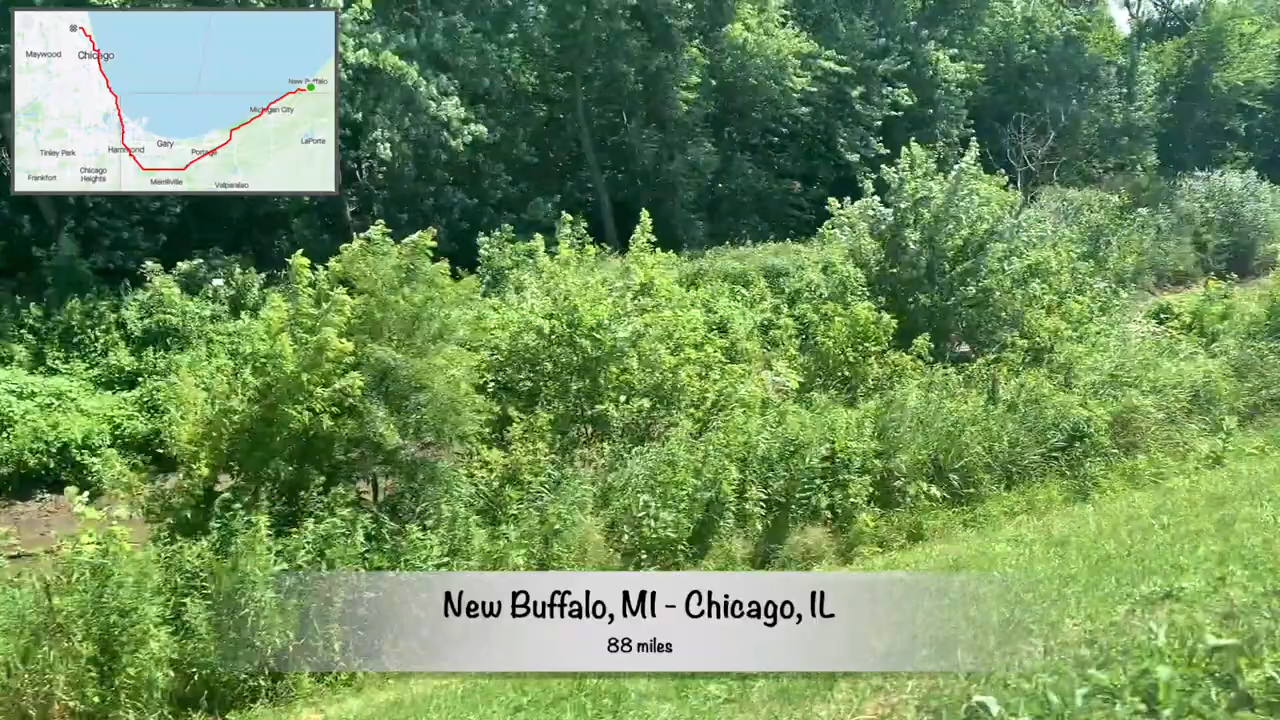 New Buffalo
Maywood
Chicago
Michigan City
LaPorte
Gary
Hammond
Portage
Tinley Park
Chicago
Heights
Frankfort
Merrillville
Valparaiso
New Buffalo, MI - Chicago, IL
88 miles